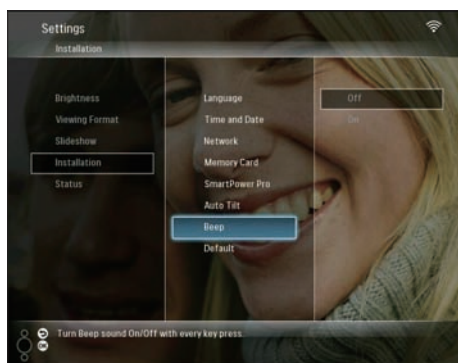 Settings
Installation
Brightness
Viewing Format
Slideshow
Installation
Status
Language
Time and Date
Network
Memory Card
SmartPower Pro
Auto Tilt
Beep
Default
Off
On
Turn Beep sound On/Off with every key press.
OK